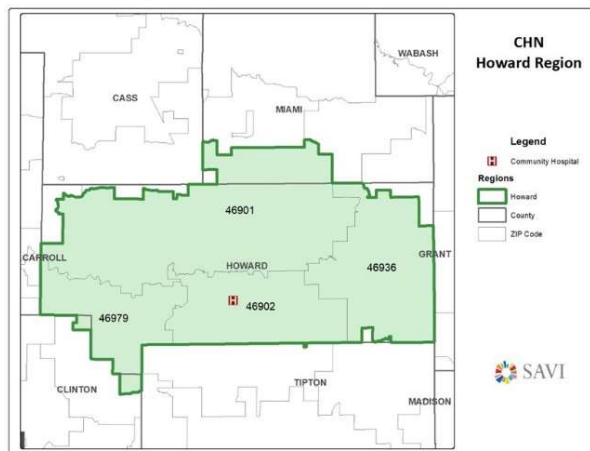 CHN
Howard Region
WABASH
CASS
MIAMI
Legend
Community Hospital
Regions
Howard
County
ZIP Code
46901
CARROLL
HOWARD
GRANT
46936
46902
46979
CLINTON
TIPTON
MADISON
SAVI